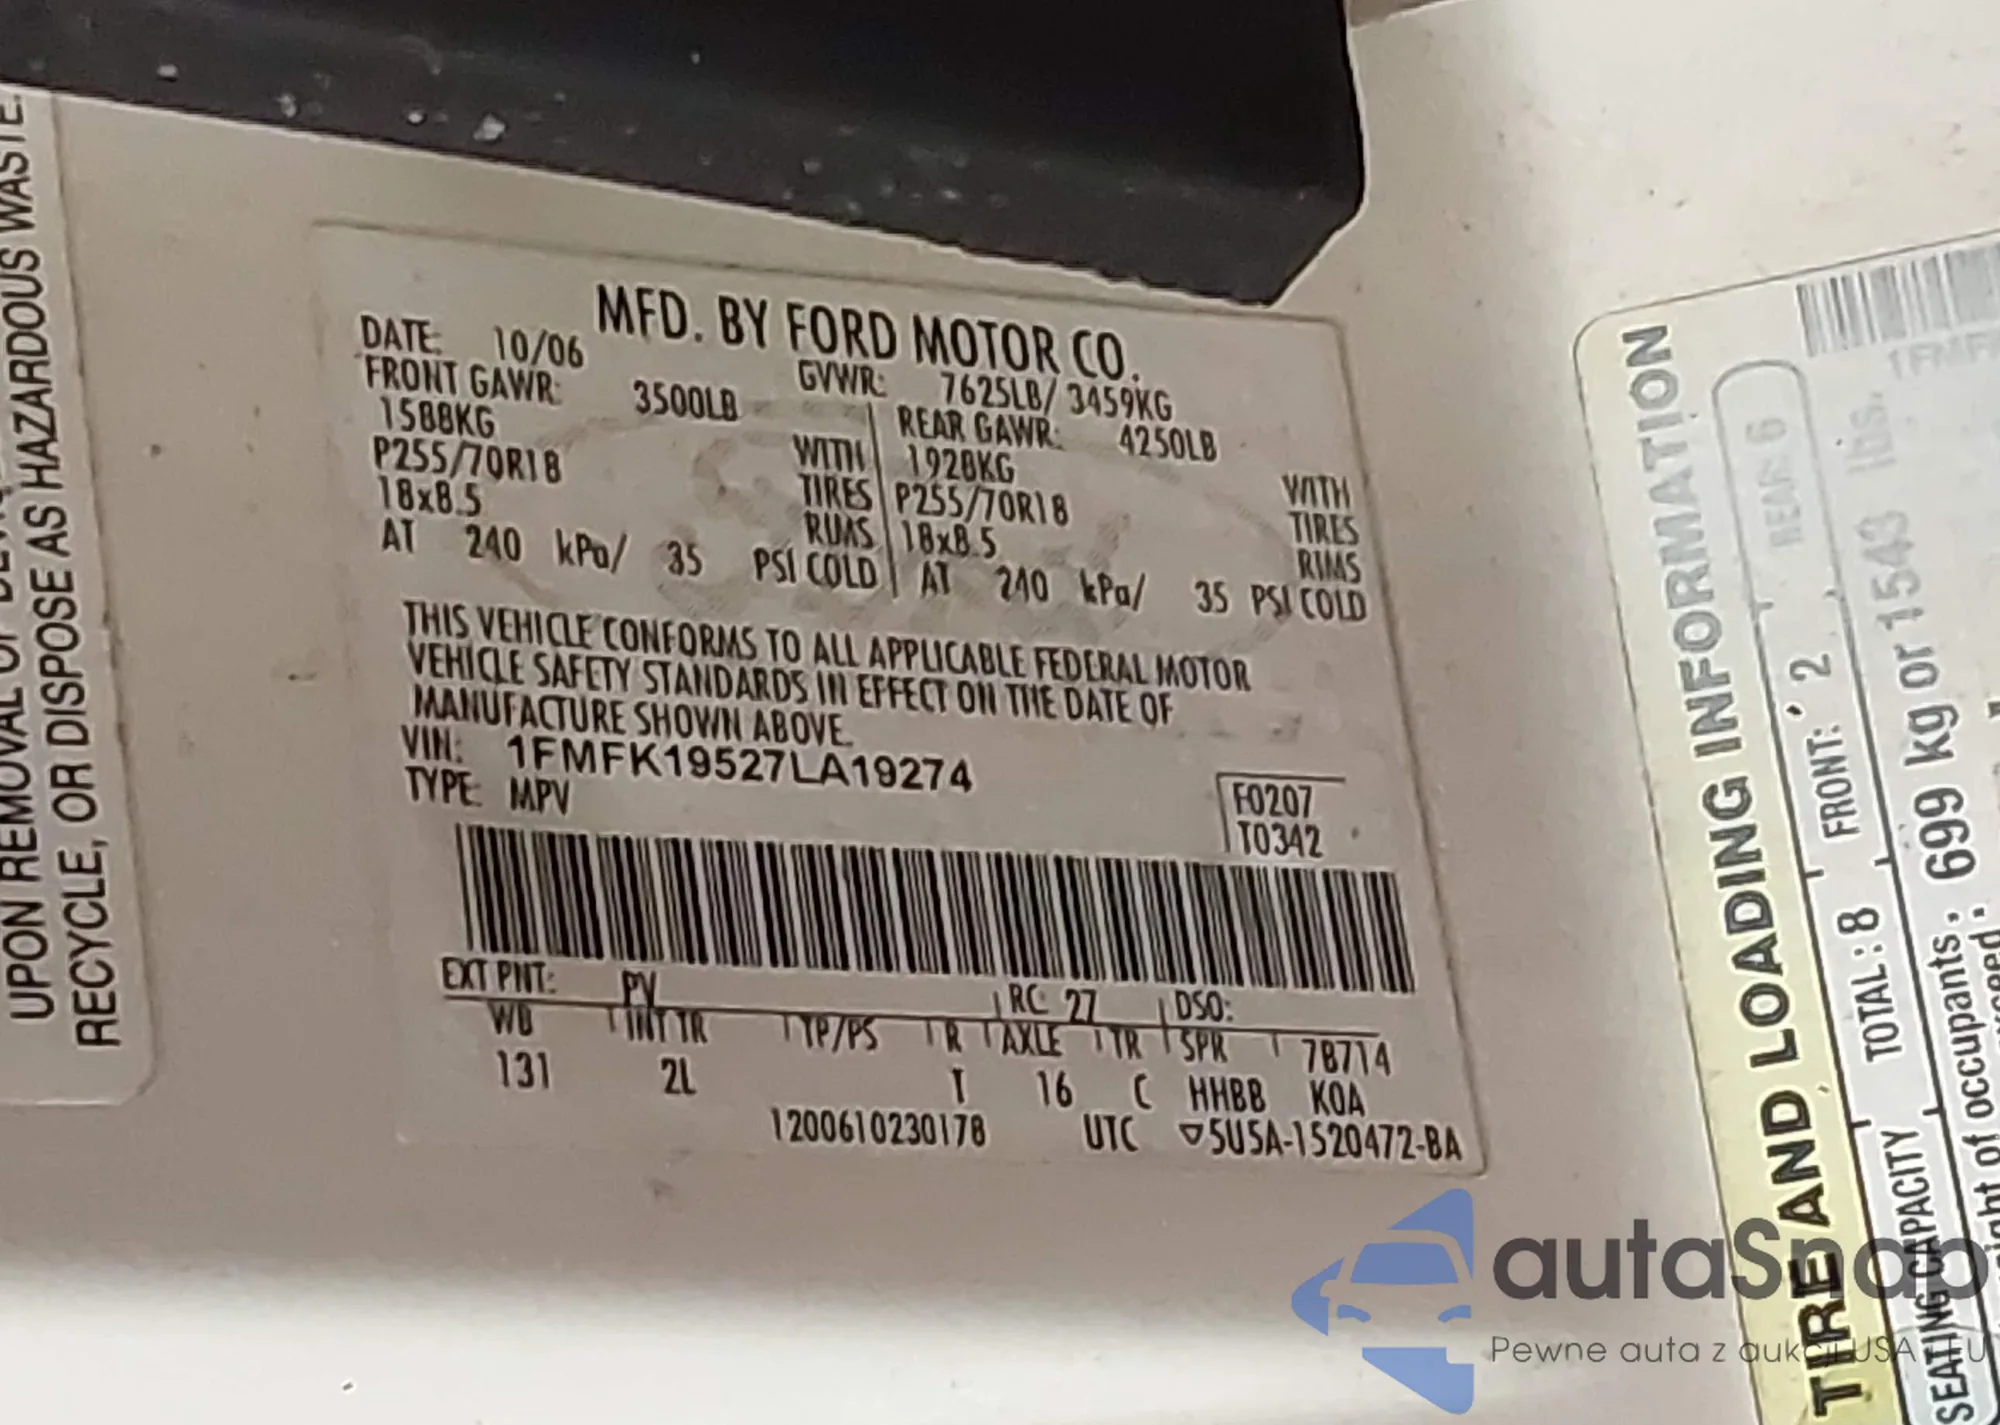 UPON REMOVAL OF
RECYCLE, OR DISPOSE AS HAZARDOUS WASTE.
MFD. BY FORD MOTOR CO.
DATE: 10/06 GVWR: 7625LB/ 3459KG
FRONT GAWR: 3500LB REAR GAWR: 4250LB
1588KG WITH 1928KG WITH
P255/70R18 TIRES P255/70R18 TIRES
18x8.5 RIMS 18x8.5 RIMS
AT 240 kPa/ 35 PSI COLD AT 240 kPa/ 35 PSI COLD
THIS VEHICLE CONFORMS TO ALL APPLICABLE FEDERAL MOTOR
VEHICLE SAFETY STANDARDS IN EFFECT ON THE DATE OF
MANUFACTURE SHOWN ABOVE.
VIN: 1FMFK19527LA19274
TYPE: MPV
F0207
T0342
EXT PNT: PV RC: 27 DSO:
WB INT TR TP/PS R AXLE TR SPR 78714
131 2L T 16 C HHBB KOA
1200610230178 UTC ▽5U5A-1520472-BA
TIRE AND LOADING INFORMATION
SEATING CAPACITY TOTAL: 8 FRONT: 2 REAR 6
of occupants, 699 kg or 1543 lbs.
autaSnap
Pewne auta z aukcji USA i EU